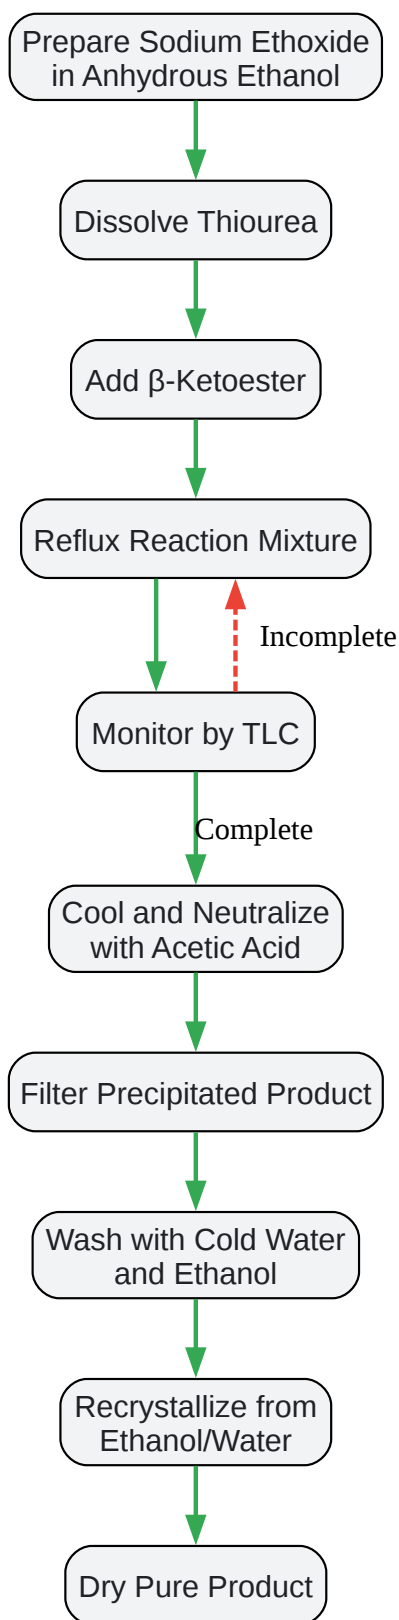 Prepare Sodium Ethoxide
in Anhydrous Ethanol
Dissolve Thiourea
Add β-Ketoester
Reflux Reaction Mixture
Incomplete
Monitor by TLC
Complete
Cool and Neutralize
with Acetic Acid
Filter Precipitated Product
Wash with Cold Water
and Ethanol
Recrystallize from
Ethanol/Water
Dry Pure Product